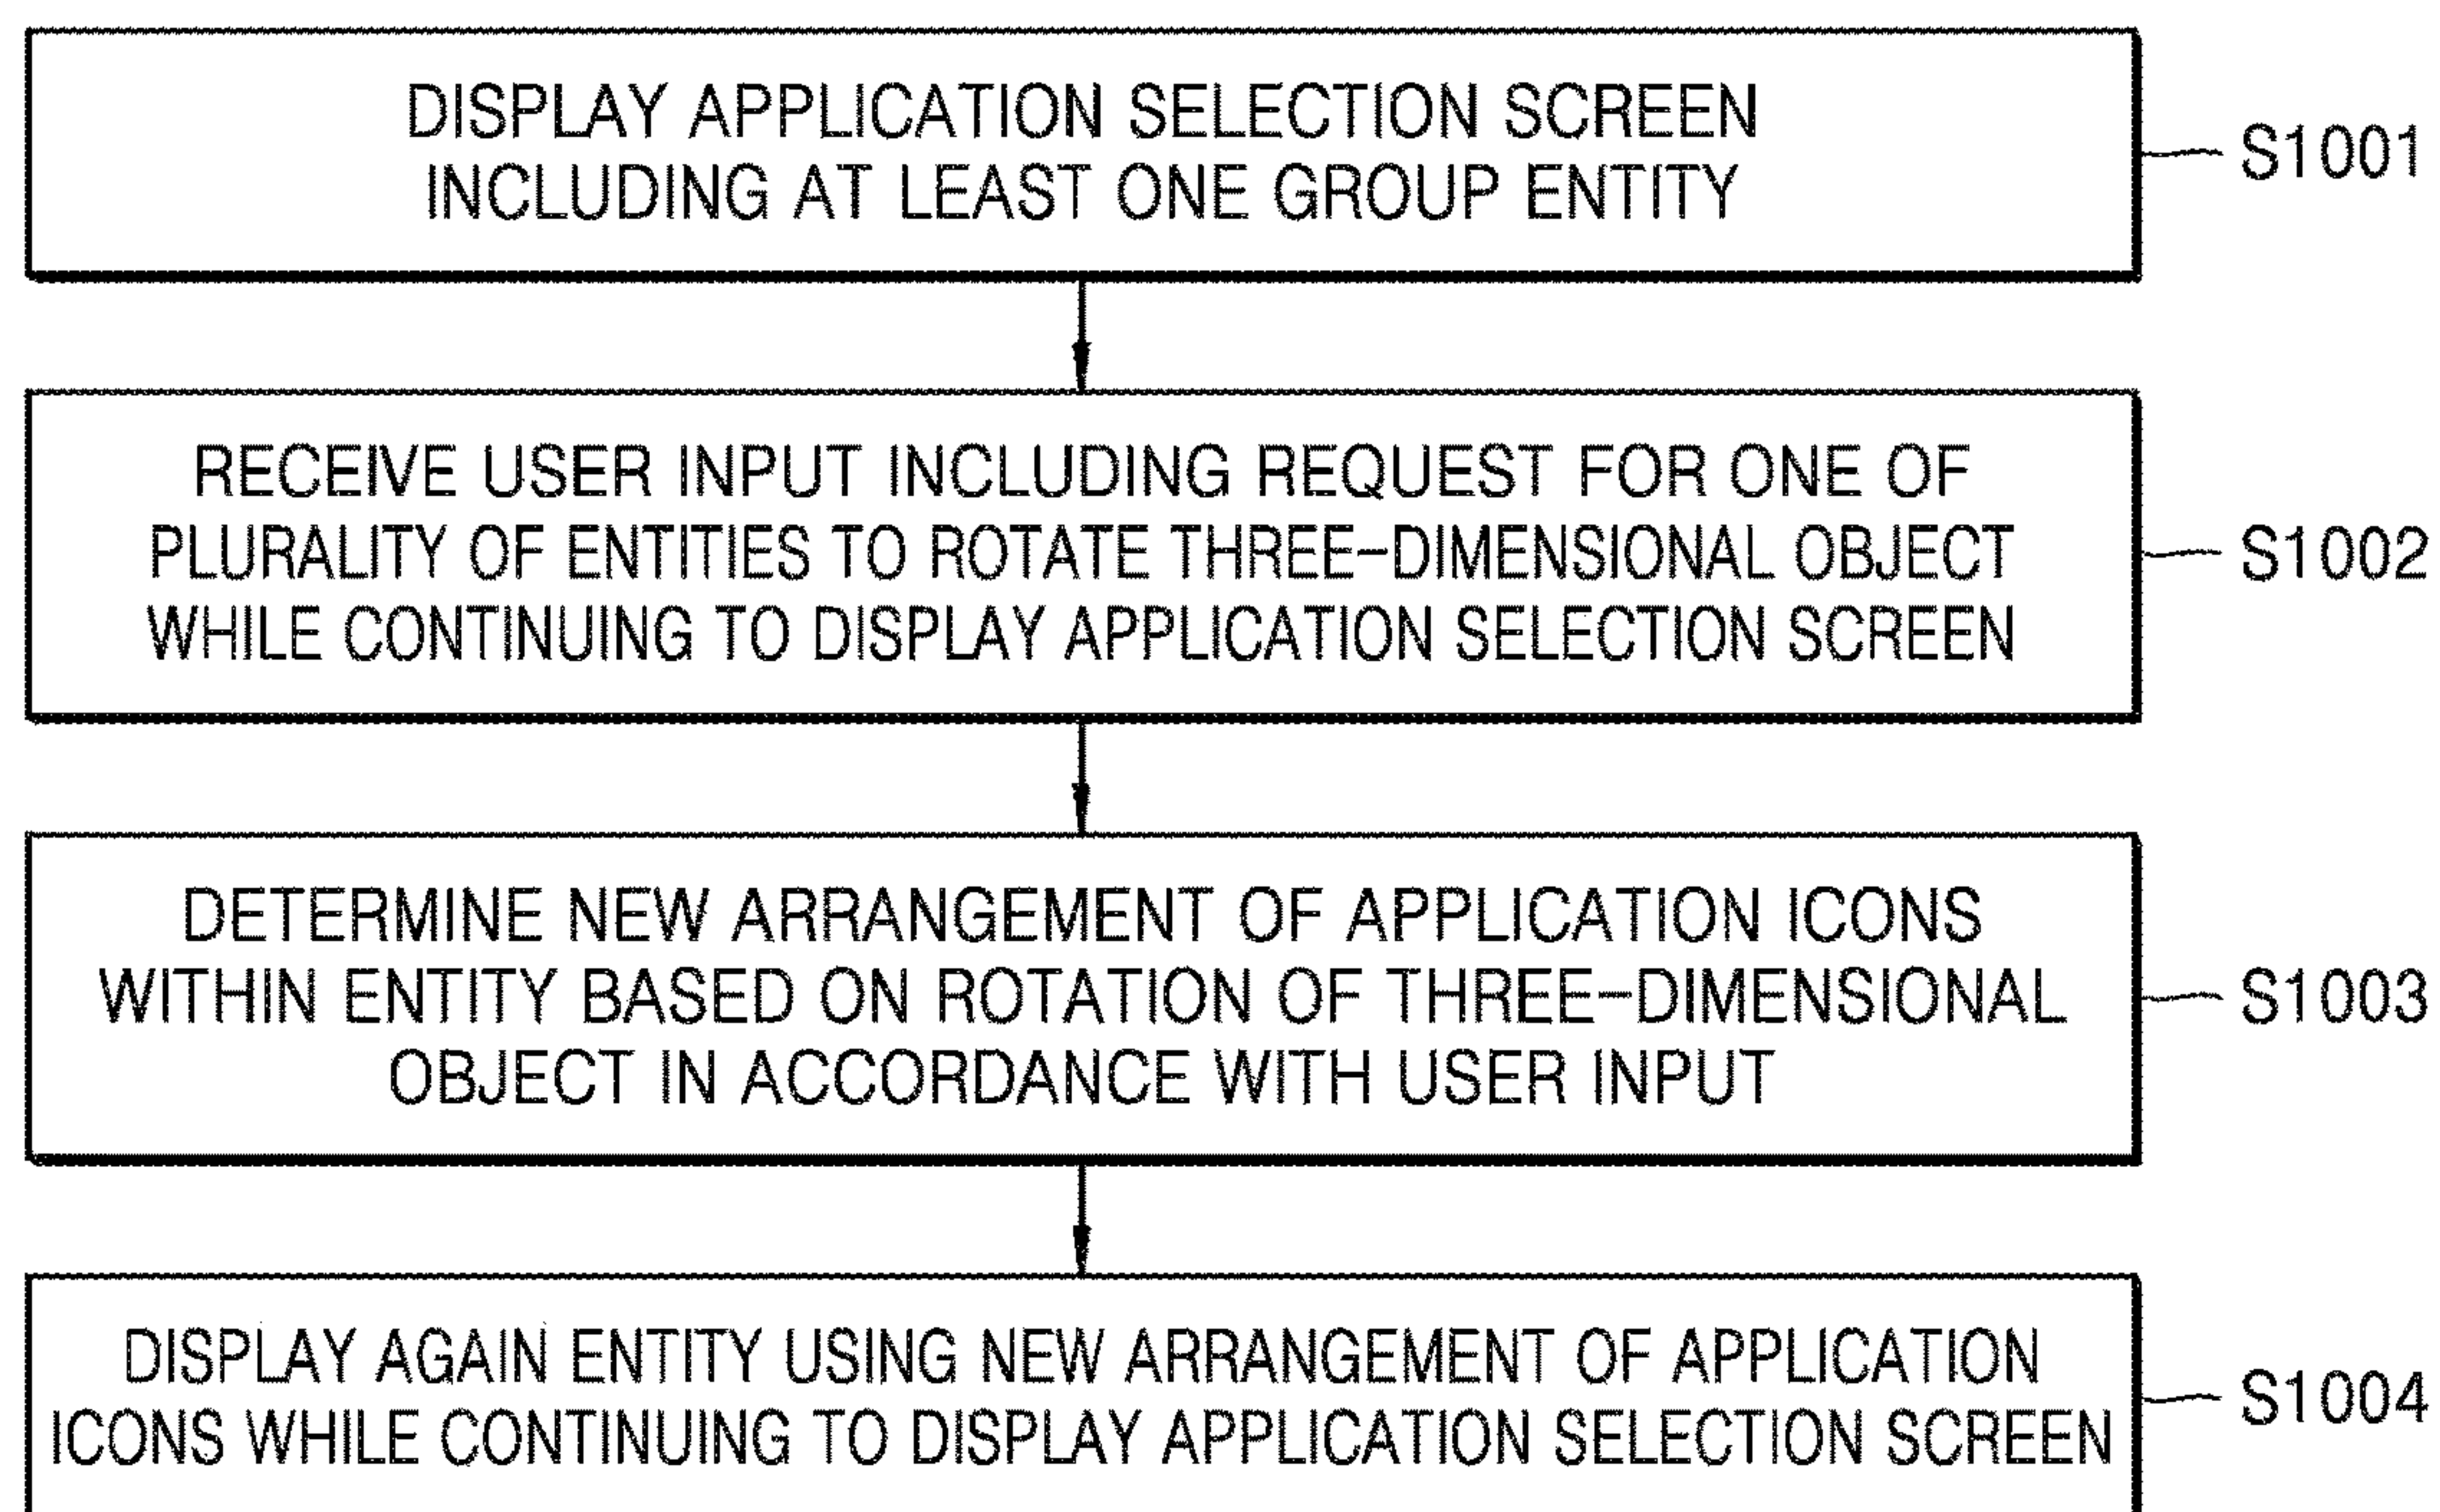 DISPLAY APPLICATION SELECTION SCREEN
INCLUDING AT LEAST ONE GROUP ENTITY
S1001
RECEIVE USER INPUT INCLUDING REQUEST FOR ONE OF
PLURALITY OF ENTITIES TO ROTATE THREE-DIMENSIONAL OBJECT
WHILE CONTINUING TO DISPLAY APPLICATION SELECTION SCREEN
S1002
DETERMINE NEW ARRANGEMENT OF APPLICATION ICONS
WITHIN ENTITY BASED ON ROTATION OF THREE-DIMENSIONAL
OBJECT IN ACCORDANCE WITH USER INPUT
S1003
DISPLAY AGAIN ENTITY USING NEW ARRANGEMENT OF APPLICATION
ICONS WHILE CONTINUING TO DISPLAY APPLICATION SELECTION SCREEN
S1004